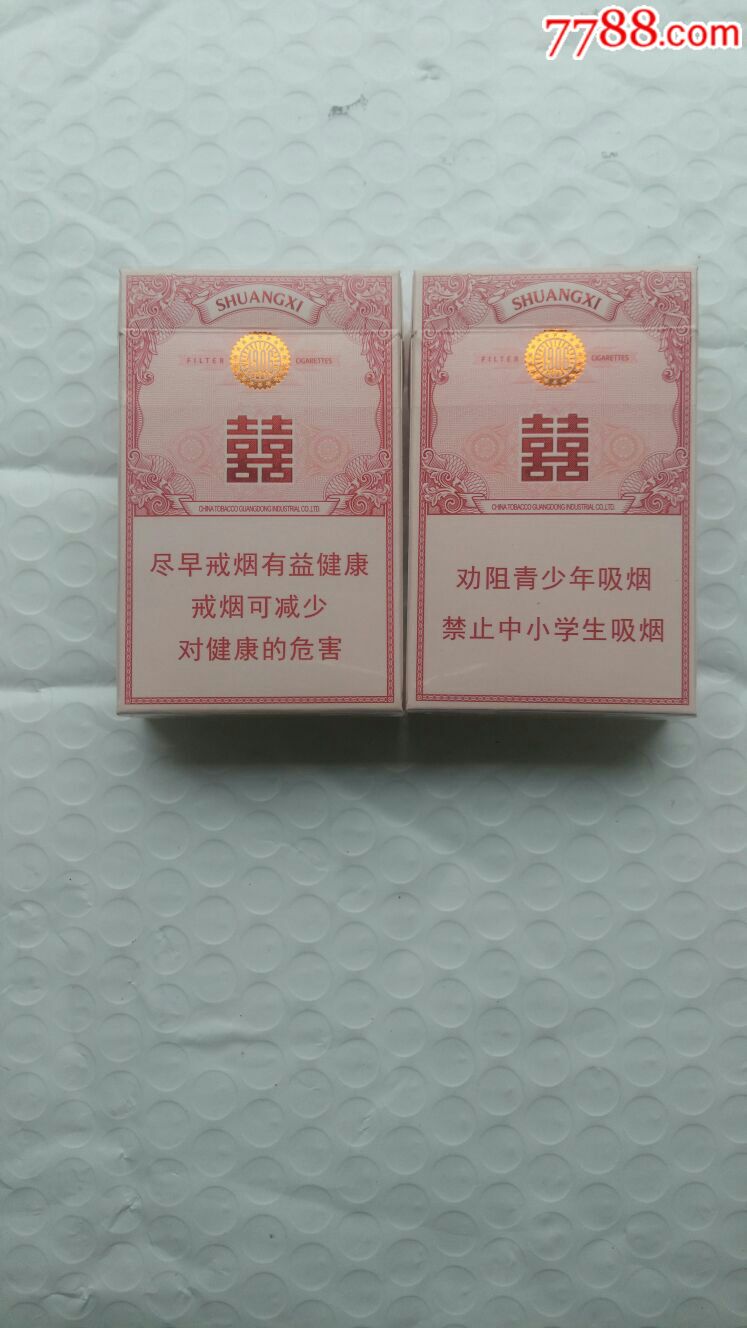 7788.com
SHUANGXI
FILTER CIGARETTES
囍
CHINA TOBACCO GUANGDONG INDUSTRIAL CO.,LTD.
尽早戒烟有益健康
戒烟可减少
对健康的危害
SHUANGXI
FILTER CIGARETTES
囍
CHINA TOBACCO GUANGDONG INDUSTRIAL CO.,LTD.
劝阻青少年吸烟
禁止中小学生吸烟